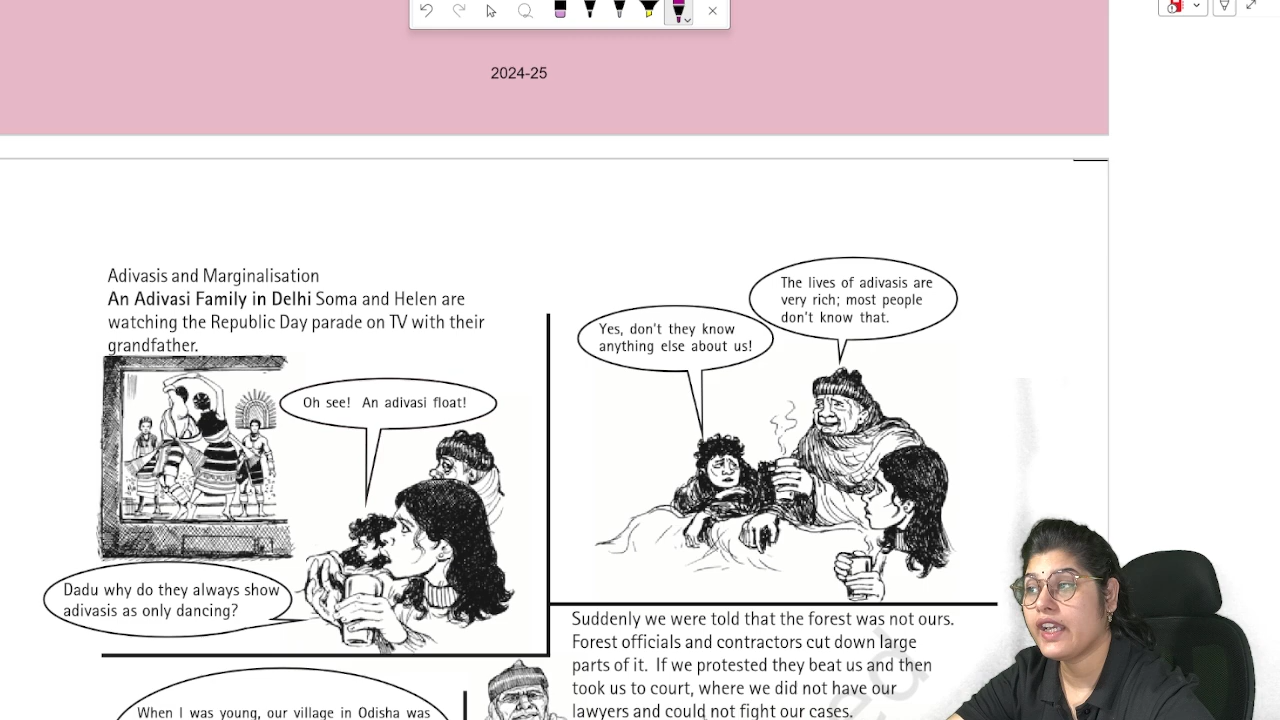 2024-25
Adivasis and Marginalisation
An Adivasi Family in Delhi Soma and Helen are
watching the Republic Day parade on TV with their
grandfather.
Oh see! An adivasi float!
Dadu why do they always show
adivasis as only dancing?
Yes, don't they know
anything else about us!
The lives of adivasis are
very rich; most people
don't know that.
When I was young, our village in Odisha was
Suddenly we were told that the forest was not ours.
Forest officials and contractors cut down large
parts of it. If we protested they beat us and then
took us to court, where we did not have our
lawyers and could not fight our cases.